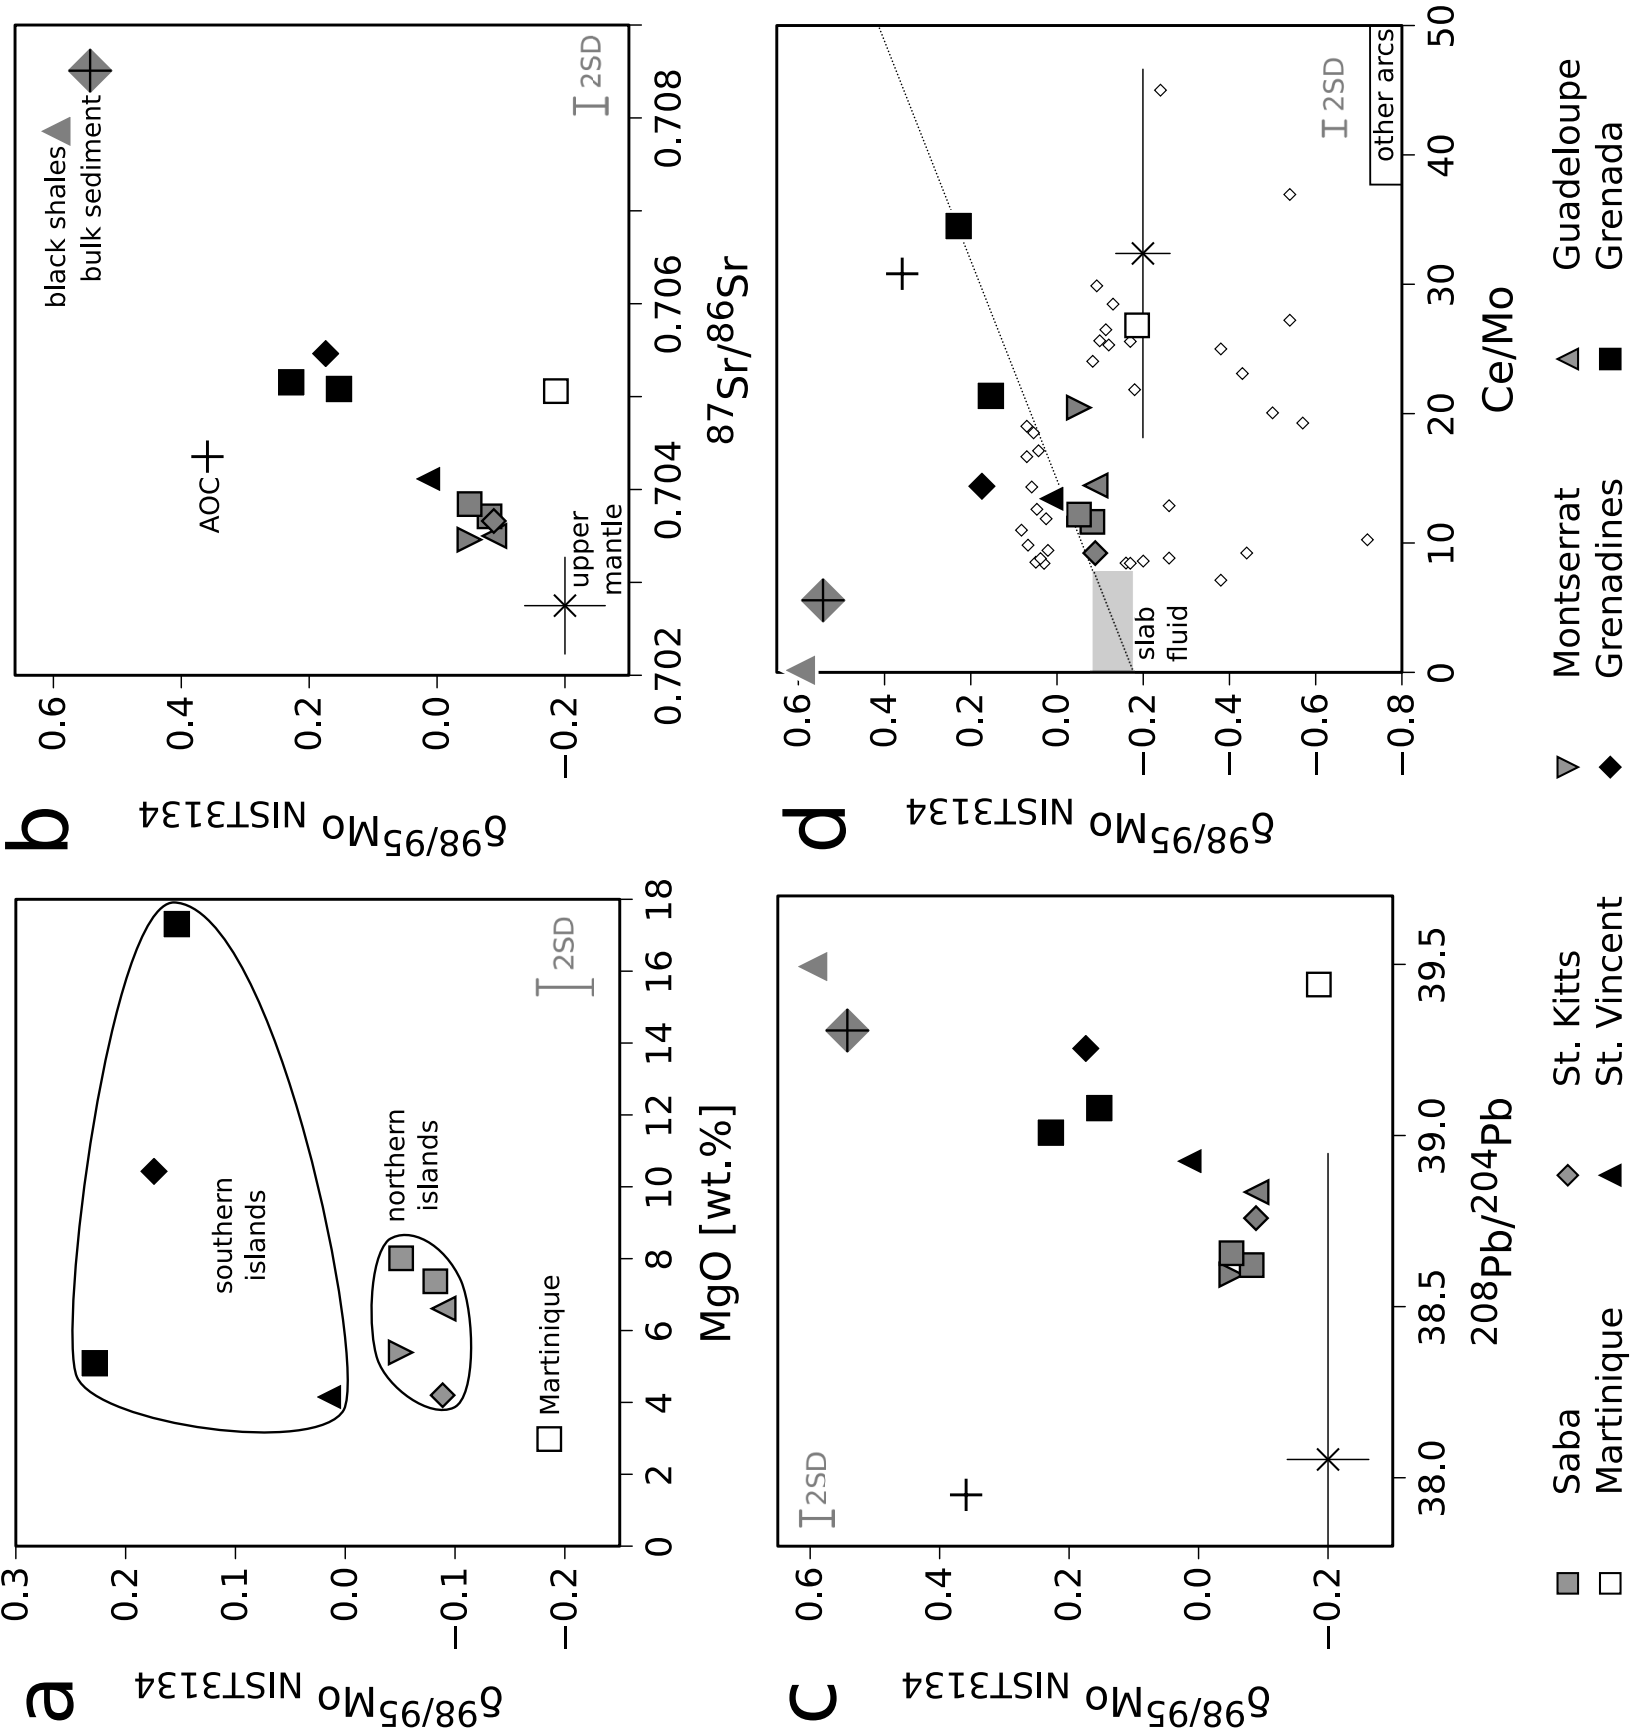 a
0.3
0.2
0.1
0.0
−0.1
−0.2
δ98/95Mo NIST3134
southern
islands
northern
islands
Martinique
2SD
0 2 4 6 8 10 12 14 16 18
MgO [wt.%]
b
0.6
0.4
0.2
0.0
−0.2
δ98/95Mo NIST3134
black shales
bulk sediment
AOC
upper
mantle
2SD
0.702 0.704 0.706 0.708
87Sr/86Sr
c
0.6
0.4
0.2
0.0
−0.2
δ98/95Mo NIST3134
2SD
38.0 38.5 39.0 39.5
208Pb/204Pb
d
0.6
0.4
0.2
0.0
−0.2
−0.4
−0.6
−0.8
δ98/95Mo NIST3134
slab
fluid
2SD
other arcs
0 10 20 30 40 50
Ce/Mo
Saba St. Kitts Montserrat Guadeloupe
Martinique St. Vincent Grenadines Grenada